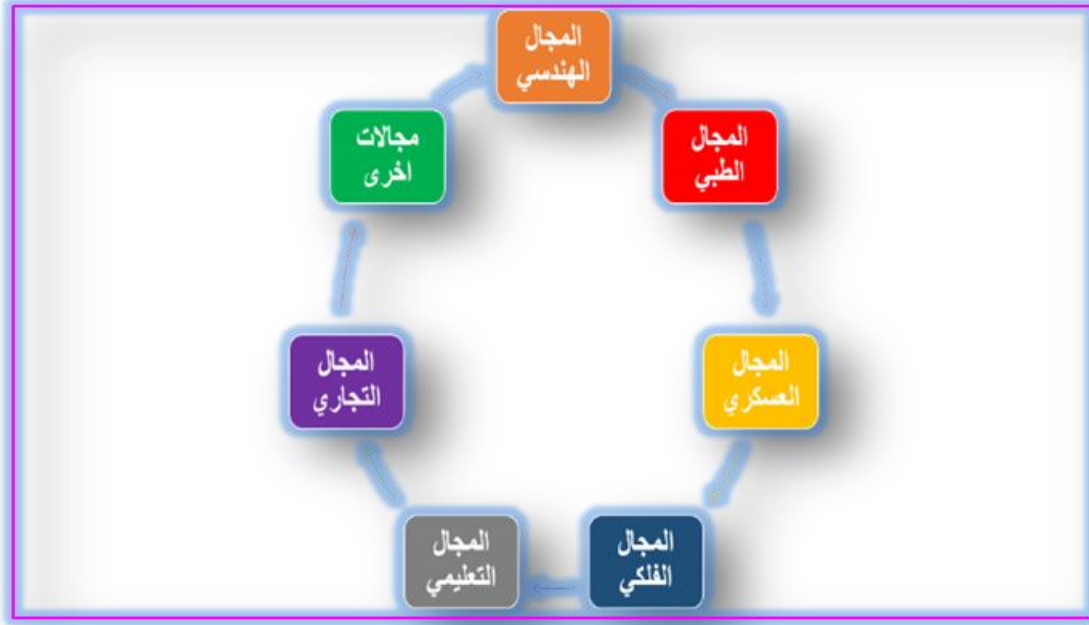 المجال
الهندسي
المجال
الطبي
المجال
العسكري
المجال
الفلكي
المجال
التعليمي
المجال
التجاري
مجالات
اخرى